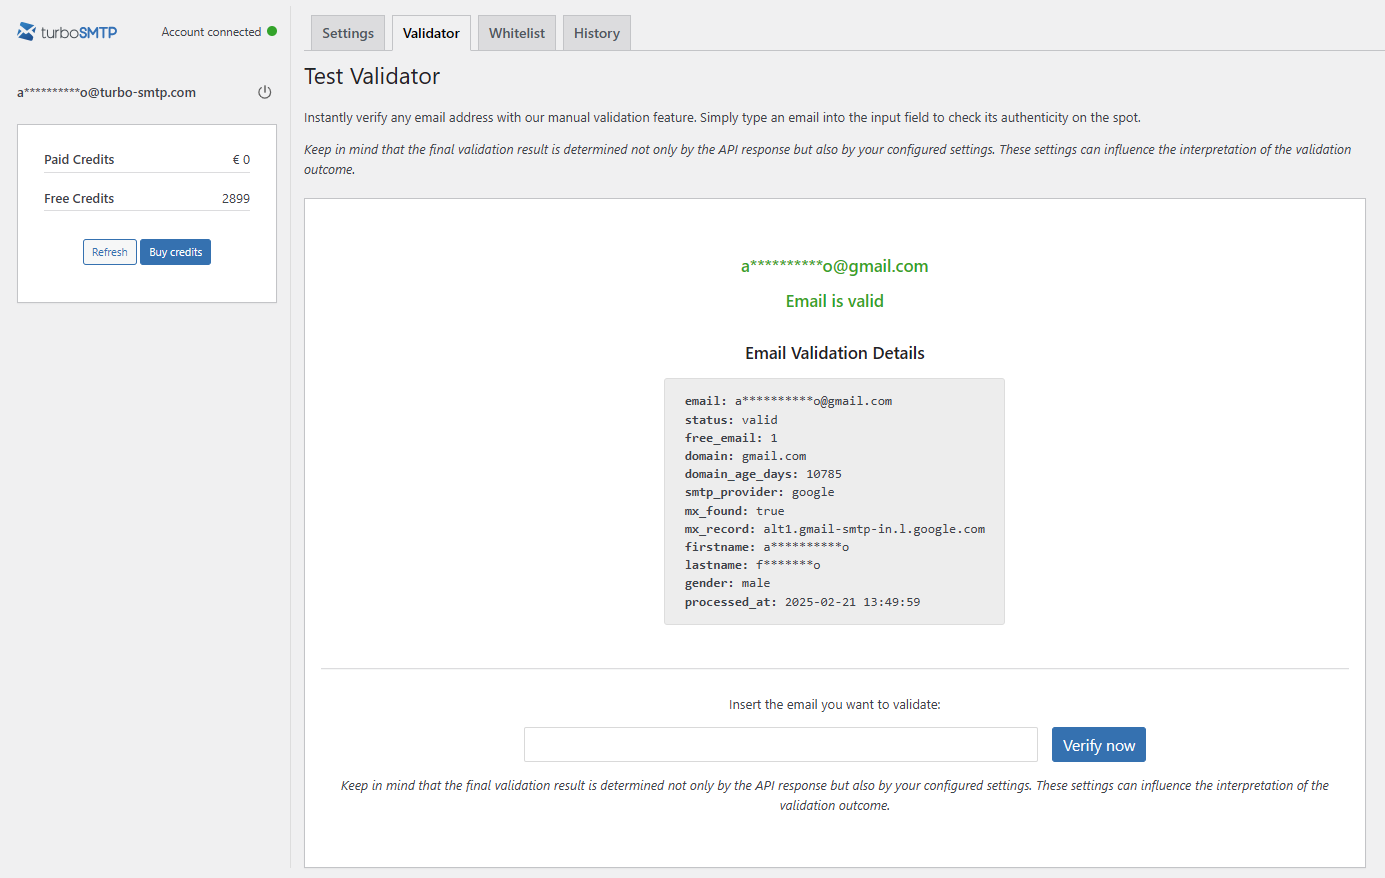 turboSMTP
Account connected
a**********o@turbo-smtp.com
Paid Credits € 0
Free Credits 2899
Refresh Buy credits
Settings Validator Whitelist History
Test Validator
Instantly verify any email address with our manual validation feature. Simply type an email into the input field to check its authenticity on the spot.
Keep in mind that the final validation result is determined not only by the API response but also by your configured settings. These settings can influence the interpretation of the validation
outcome.
a**********o@gmail.com
Email is valid
Email Validation Details
email: a**********o@gmail.com
status: valid
free_email: 1
domain: gmail.com
domain_age_days: 10785
smtp_provider: google
mx_found: true
mx_record: alt1.gmail-smtp-in.l.google.com
firstname: a**********o
lastname: f*******o
gender: male
processed_at: 2025-02-21 13:49:59
Insert the email you want to validate:
Verify now
Keep in mind that the final validation result is determined not only by the API response but also by your configured settings. These settings can influence the interpretation of the
validation outcome.